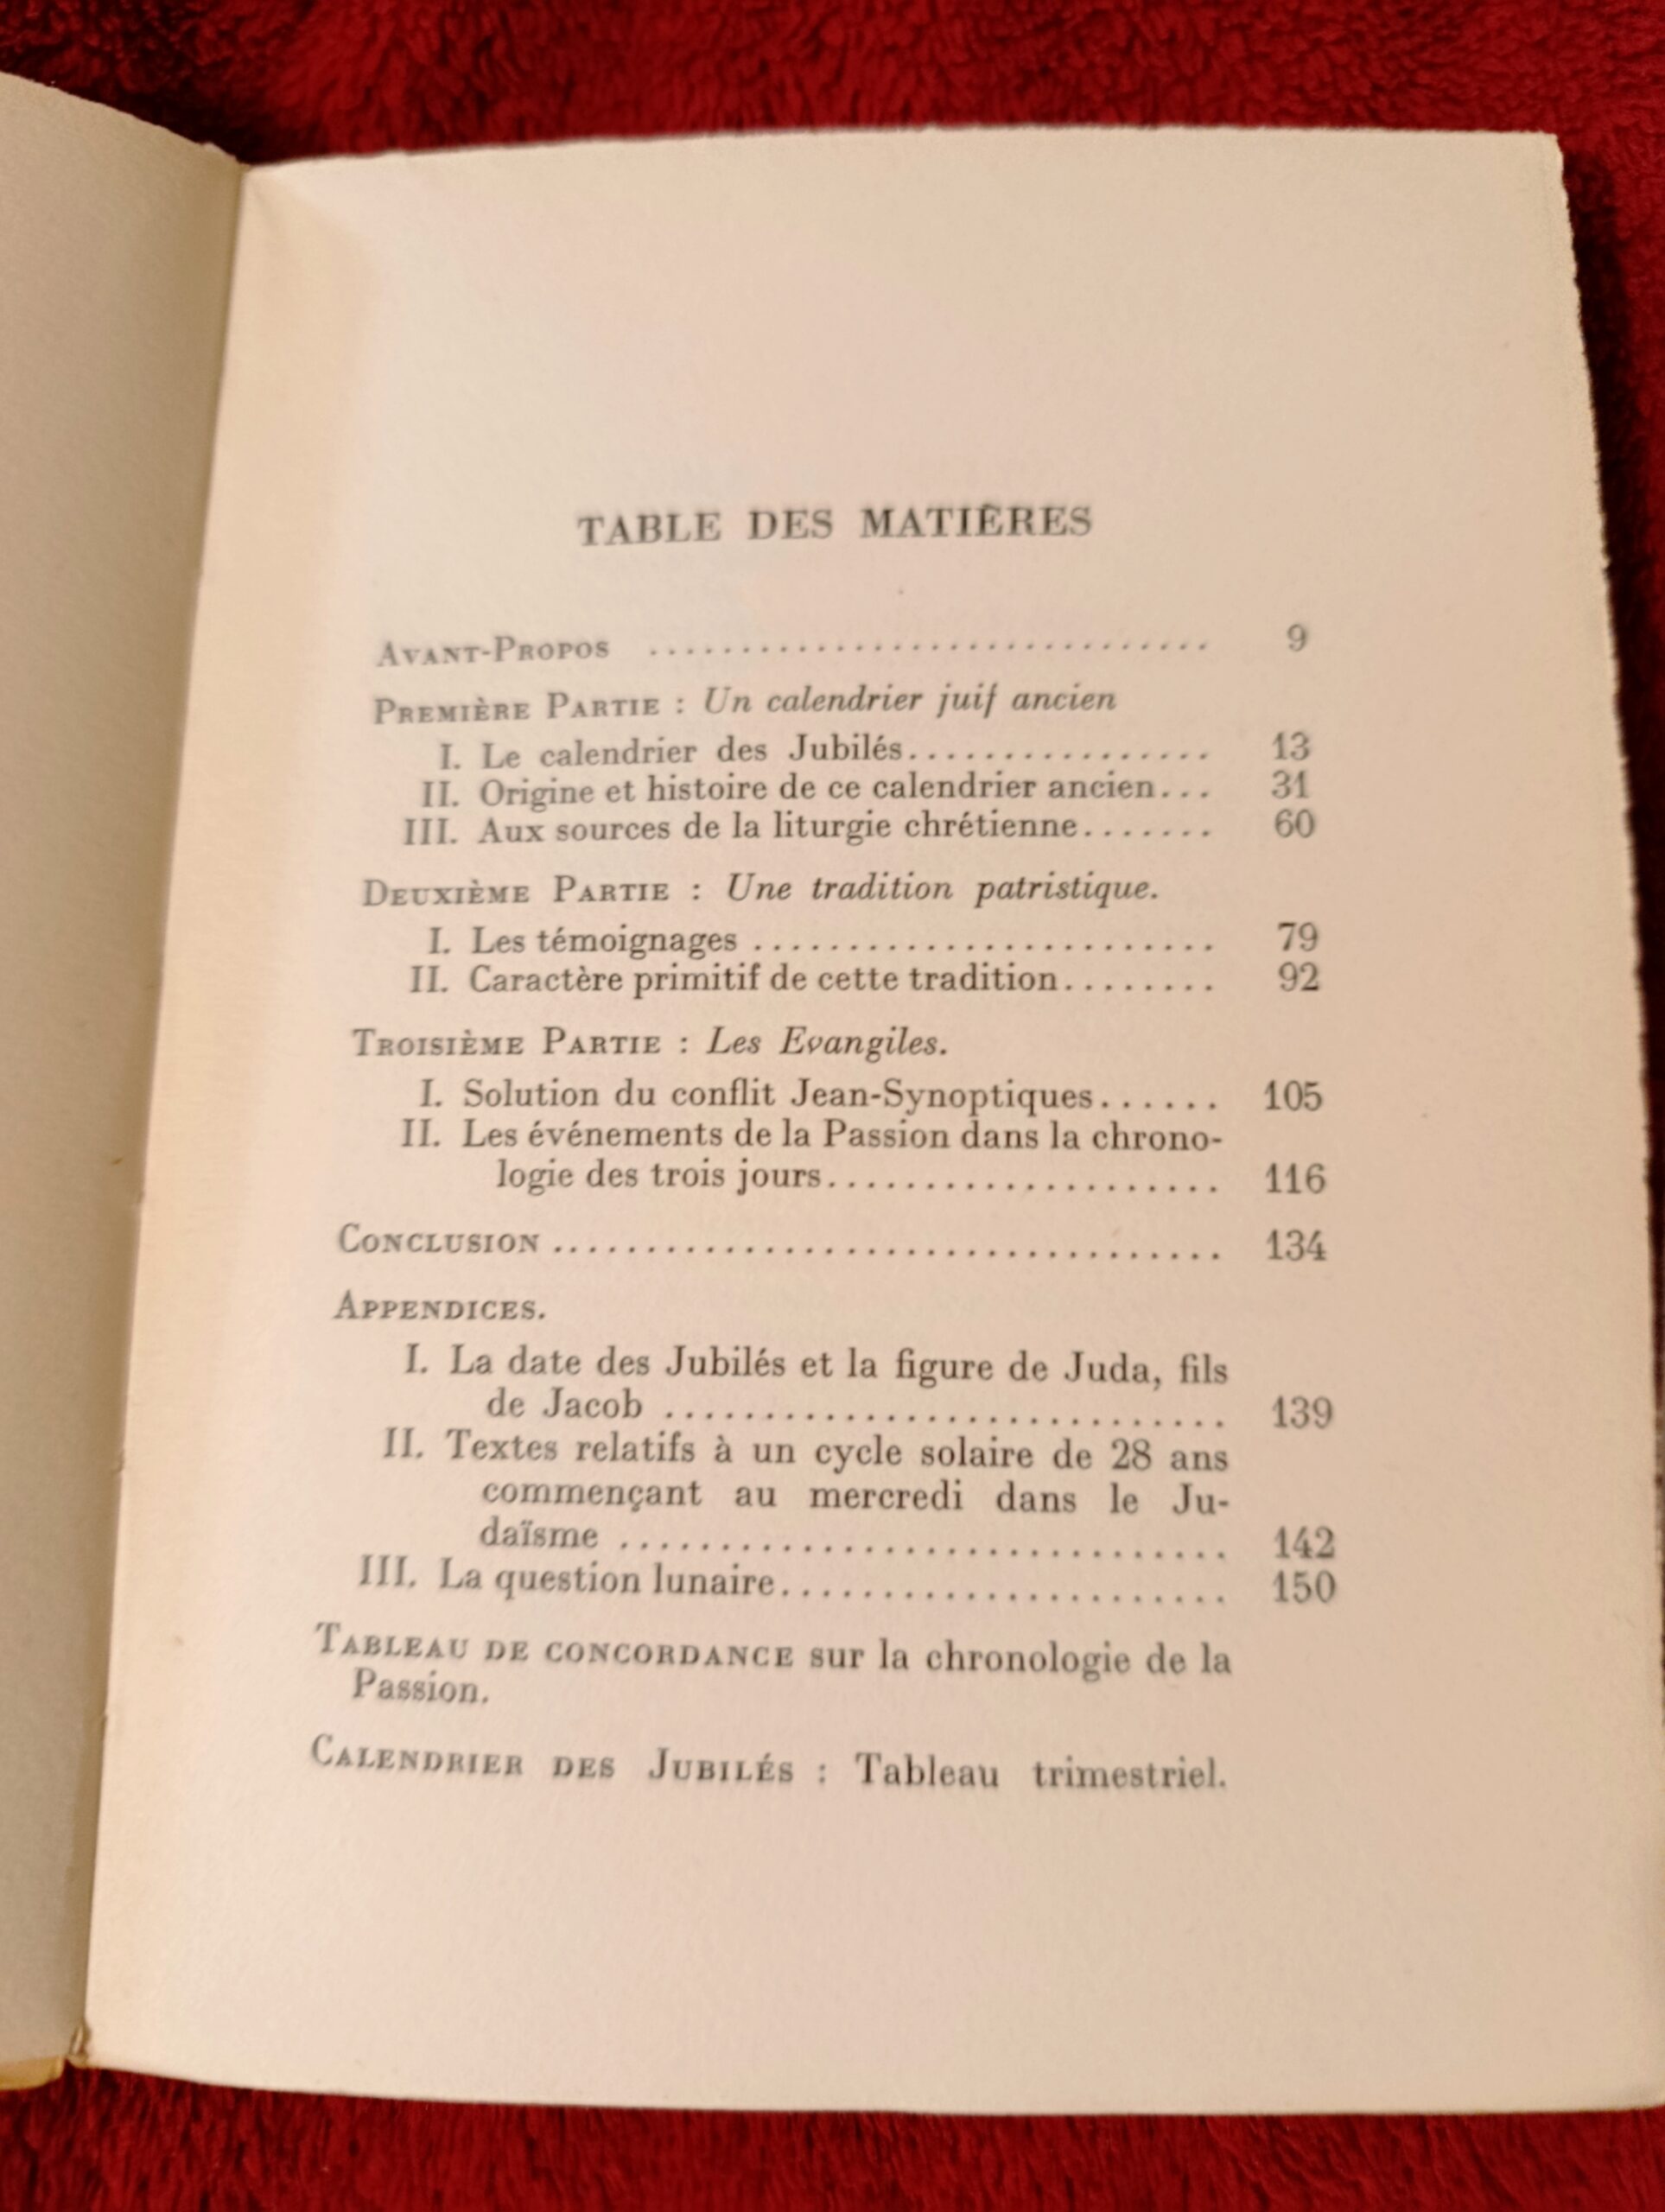 TABLE DES MATIÈRES
AVANT-PROPOS ............................... 9
PREMIÈRE PARTIE : Un calendrier juif ancien
I. Le calendrier des Jubilés................ 13
II. Origine et histoire de ce calendrier ancien... 31
III. Aux sources de la liturgie chrétienne....... 60
DEUXIÈME PARTIE : Une tradition patristique.
I. Les témoignages ........................ 79
II. Caractère primitif de cette tradition........ 92
TROISIÈME PARTIE : Les Evangiles.
I. Solution du conflit Jean-Synoptiques...... 105
II. Les événements de la Passion dans la chrono-
logie des trois jours..................... 116
CONCLUSION .................................... 134
APPENDICES.
I. La date des Jubilés et la figure de Juda, fils
de Jacob ............................. 139
II. Textes relatifs à un cycle solaire de 28 ans
commençant au mercredi dans le Ju-
daïsme ............................... 142
III. La question lunaire....................... 150
TABLEAU DE CONCORDANCE sur la chronologie de la
Passion.
CALENDRIER DES JUBILÉS : Tableau trimestriel.